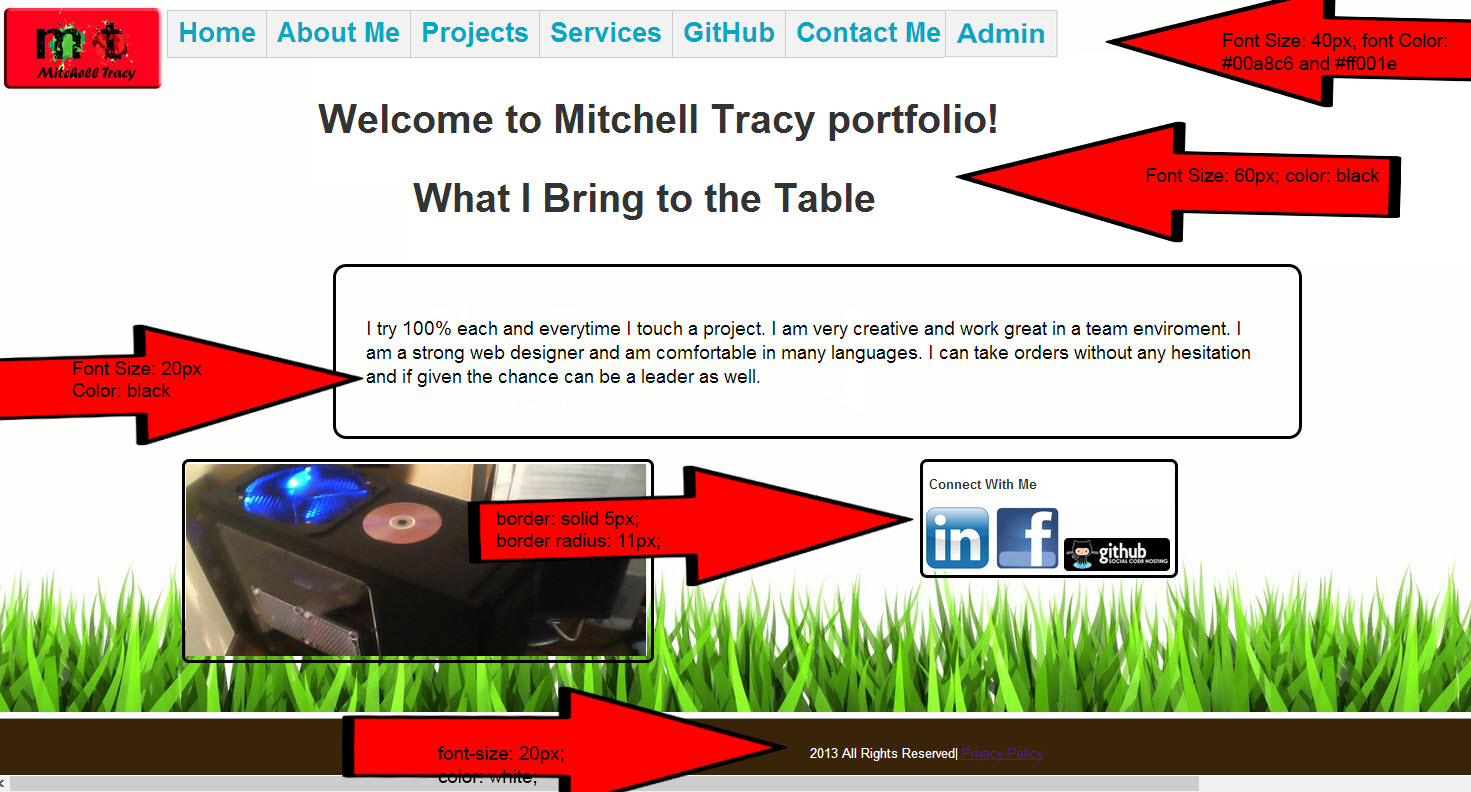 mt
Mitchell Tracy
Home About Me Projects Services GitHub Contact Me Admin
Font Size: 40px, font Color:
#00a8c6 and #ff001e
Welcome to Mitchell Tracy portfolio!
Font Size: 60px; color: black
What I Bring to the Table
I try 100% each and everytime I touch a project. I am very creative and work great in a team enviroment. I
am a strong web designer and am comfortable in many languages. I can take orders without any hesitation
and if given the chance can be a leader as well.
Font Size: 20px
Color: black
border: solid 5px;
border radius: 11px;
Connect With Me
in f github
SOCIAL CODE HOSTING
font-size: 20px;
color: white;
2013 All Rights Reserved| Privacy Policy